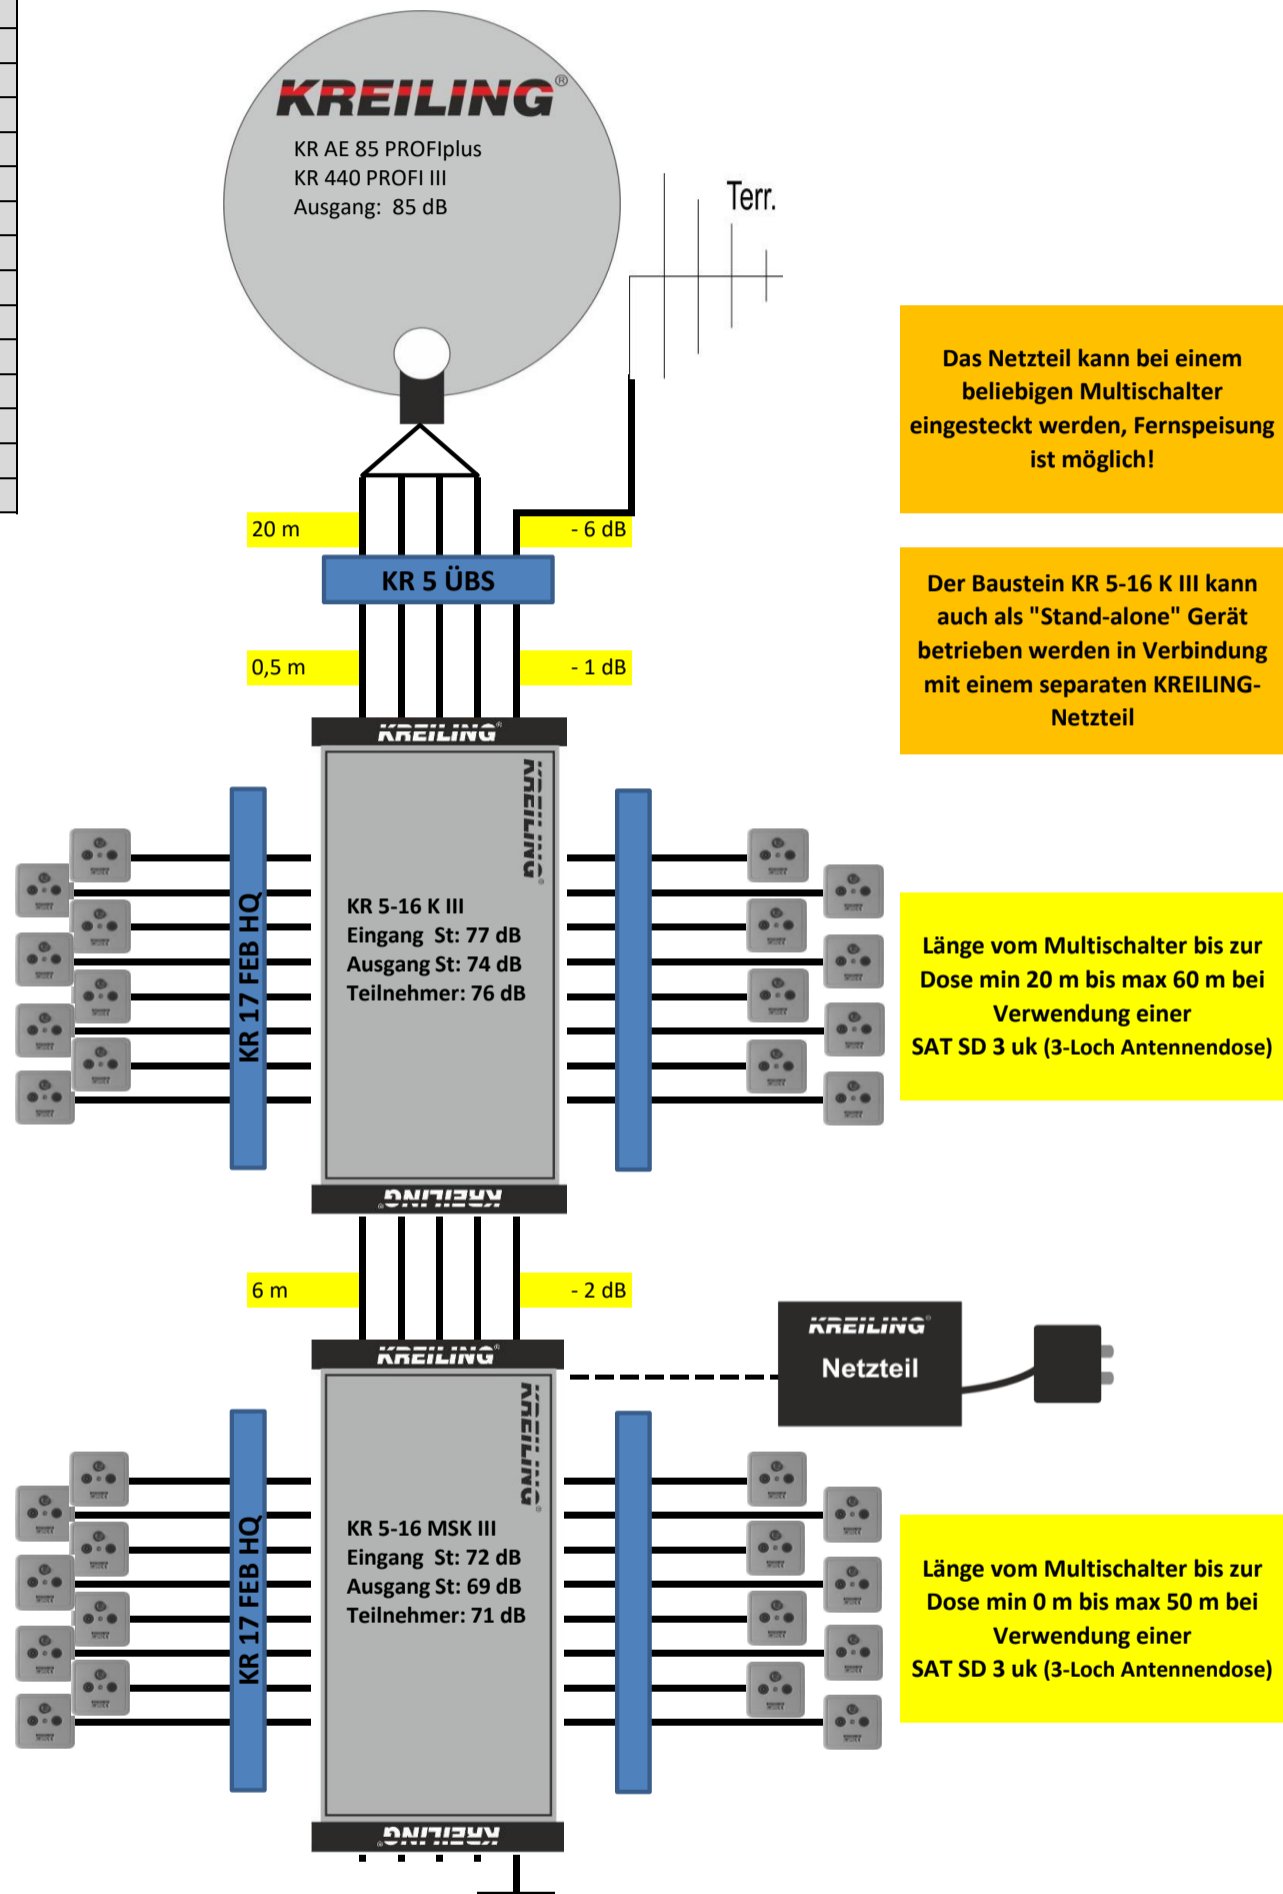 KREILING®
KR AE 85 PROFIplus
KR 440 PROFI III
Ausgang: 85 dB
Terr.
Das Netzteil kann bei einem
beliebigen Multischalter
eingesteckt werden, Fernspeisung
ist möglich!
20 m
- 6 dB
KR 5 ÜBS
Der Baustein KR 5-16 K III kann
auch als "Stand-alone" Gerät
betrieben werden in Verbindung
mit einem separaten KREILING-
Netzteil
0,5 m
- 1 dB
KREILING®
KREILING®
KR 17 FEB HQ
KR 5-16 K III
Eingang St: 77 dB
Ausgang St: 74 dB
Teilnehmer: 76 dB
Länge vom Multischalter bis zur
Dose min 20 m bis max 60 m bei
Verwendung einer
SAT SD 3 uk (3-Loch Antennendose)
KREILING®
6 m
- 2 dB
KREILING®
Netzteil
KREILING®
KREILING®
KR 17 FEB HQ
KR 5-16 MSK III
Eingang St: 72 dB
Ausgang St: 69 dB
Teilnehmer: 71 dB
Länge vom Multischalter bis zur
Dose min 0 m bis max 50 m bei
Verwendung einer
SAT SD 3 uk (3-Loch Antennendose)
KREILING®